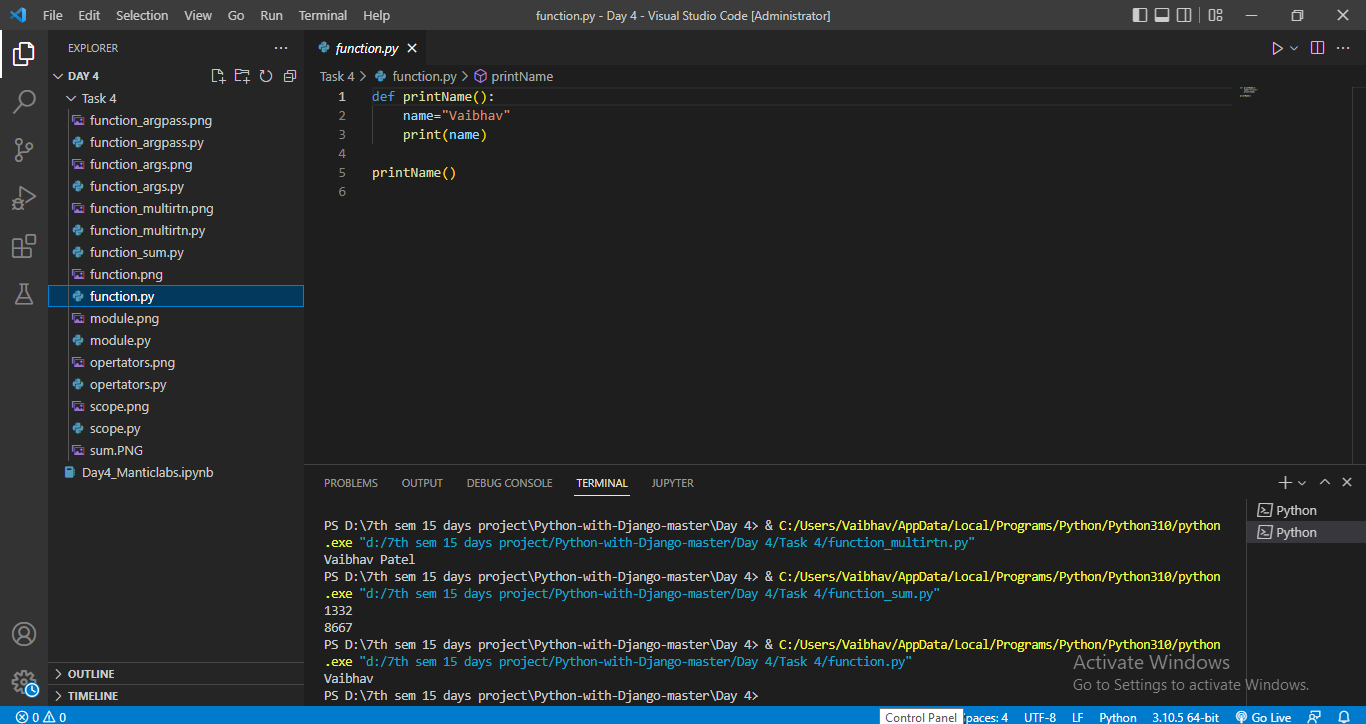 File Edit Selection View Go Run Terminal Help function.py - Day 4 - Visual Studio Code [Administrator]
EXPLORER
DAY 4
Task 4
function_argpass.png
function_argpass.py
function_args.png
function_args.py
function_multirtn.png
function_multirtn.py
function_sum.py
function.png
function.py
module.png
module.py
opertators.png
opertators.py
scope.png
scope.py
sum.PNG
Day4_Manticlabs.ipynb
OUTLINE
TIMELINE
function.py
Task 4 > function.py > printName
1 def printName():
2 name="Vaibhav"
3 print(name)
4
5 printName()
6
PROBLEMS OUTPUT DEBUG CONSOLE TERMINAL JUPYTER
PS D:\7th sem 15 days project\Python-with-Django-master\Day 4> & C:/Users/Vaibhav/AppData/Local/Programs/Python/Python310/python
.exe "d:/7th sem 15 days project/Python-with-Django-master/Day 4/Task 4/function_multirtn.py"
Vaibhav Patel
PS D:\7th sem 15 days project\Python-with-Django-master\Day 4> & C:/Users/Vaibhav/AppData/Local/Programs/Python/Python310/python
.exe "d:/7th sem 15 days project/Python-with-Django-master/Day 4/Task 4/function_sum.py"
1332
8667
PS D:\7th sem 15 days project\Python-with-Django-master\Day 4> & C:/Users/Vaibhav/AppData/Local/Programs/Python/Python310/python
.exe "d:/7th sem 15 days project/Python-with-Django-master/Day 4/Task 4/function.py"
Vaibhav
PS D:\7th sem 15 days project\Python-with-Django-master\Day 4>
Python
Python
Activate Windows
Go to Settings to activate Windows.
0 0 Control Panel paces: 4 UTF-8 LF Python 3.10.5 64-bit Go Live